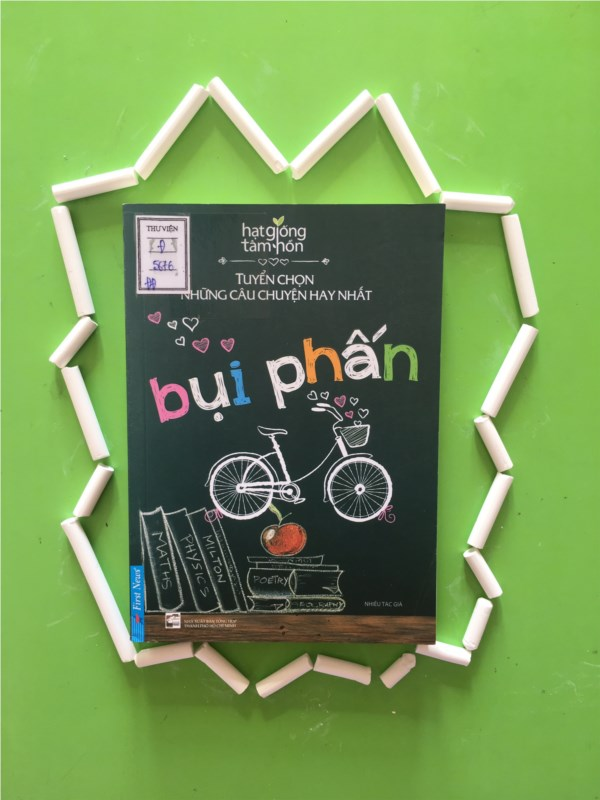 THƯ VIỆN
Đ
5676
hạt giống
tâm hồn
TUYỂN CHỌN
NHỮNG CÂU CHUYỆN HAY NHẤT
bụi phấn
MATHS
PHYSICS
MILTON
POETRY
NHIỀU TÁC GIẢ
First News